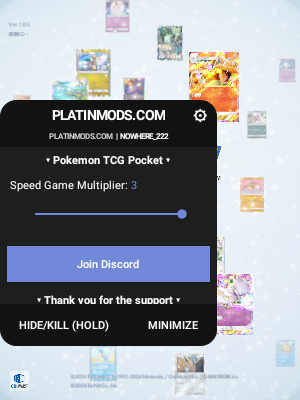 PLATINMODS.COM
PLATINMODS.COM | NOWHERE_222
▾ Pokemon TCG Pocket ▾
Speed Game Multiplier: 3
Join Discord
▾ Thank you for the support ▾
HIDE/KILL (HOLD) MINIMIZE